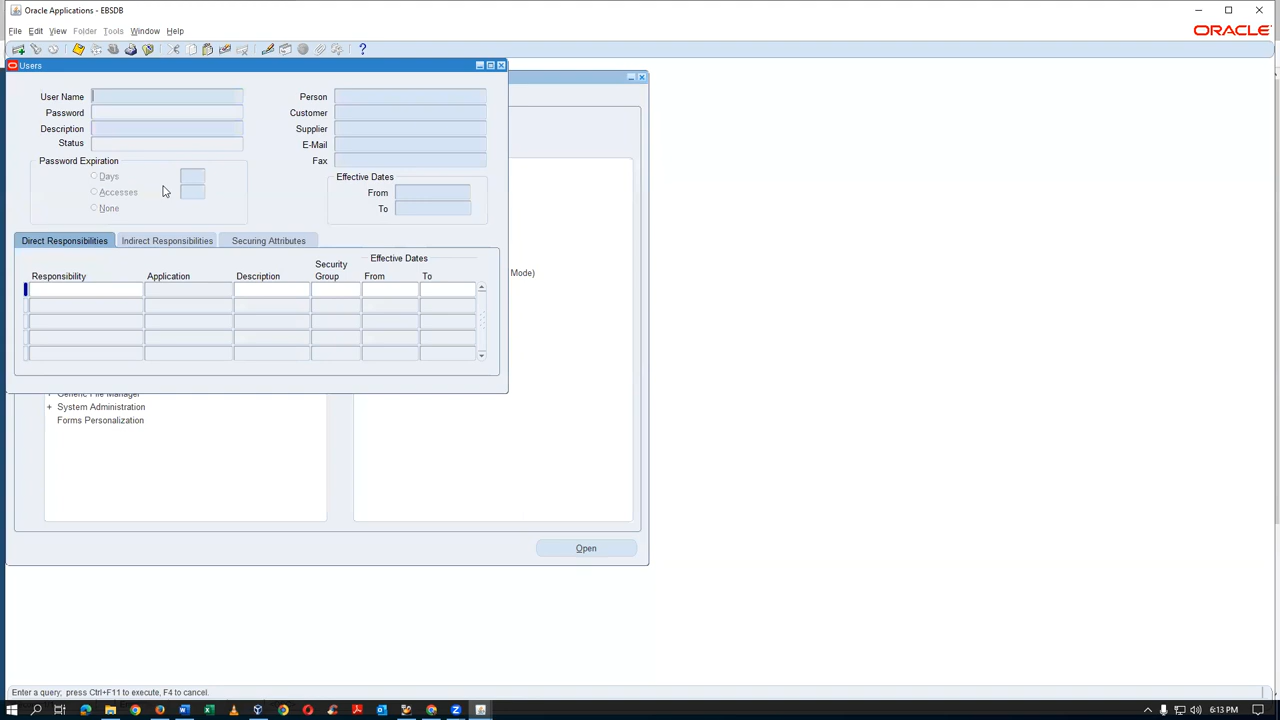 Oracle Applications - EBSDB
File Edit View Folder Tools Window Help
ORACLE
Users
User Name
Password
Description
Status
Person
Customer
Supplier
E-Mail
Fax
Password Expiration
Days
Accesses
None
Effective Dates
From
To
Direct Responsibilities Indirect Responsibilities Securing Attributes
Effective Dates
Responsibility Application Description Security Group From To
Mode)
Generic File Manager
+ System Administration
Forms Personalization
Open
Enter a query; press Ctrl+F11 to execute, F4 to cancel.
6:13 PM